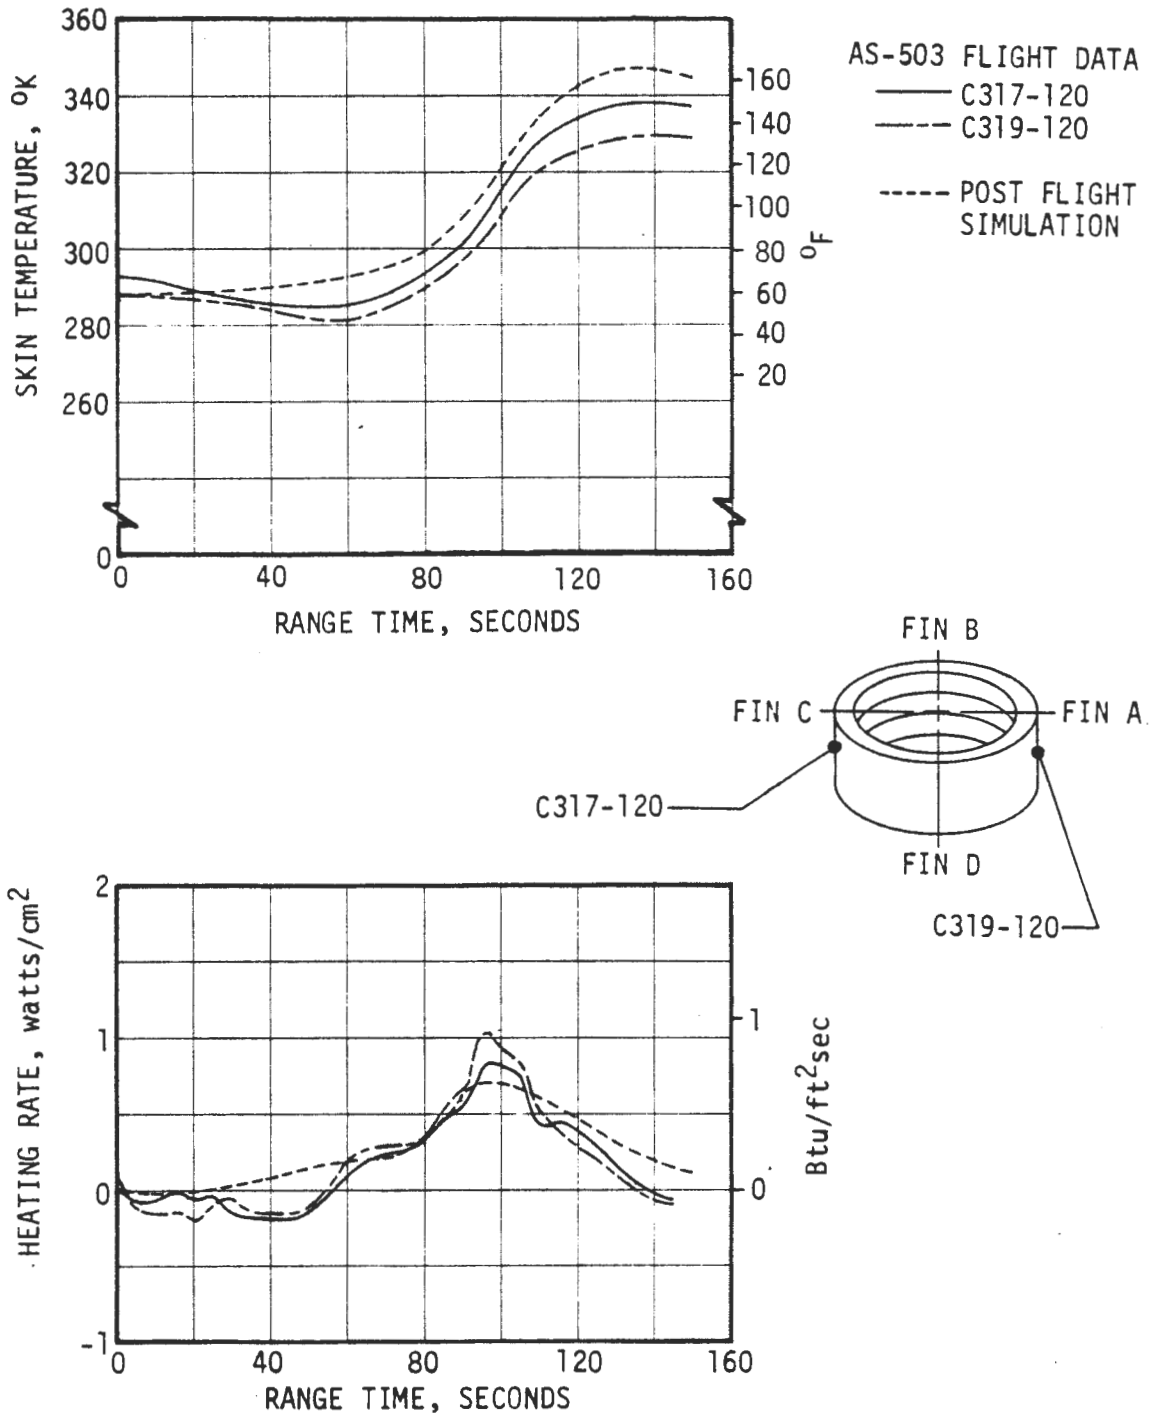 360
340
320
300
280
260
0
SKIN TEMPERATURE, °K
160
140
120
100
80
60
40
20
°F
0 40 80 120 160
RANGE TIME, SECONDS
AS-503 FLIGHT DATA
C317-120
C319-120
POST FLIGHT
SIMULATION
FIN B
FIN C
FIN A
C317-120
FIN D
C319-120
2
1
0
-1
HEATING RATE, watts/cm²
1
0
Btu/ft²sec
0 40 80 120 160
RANGE TIME, SECONDS